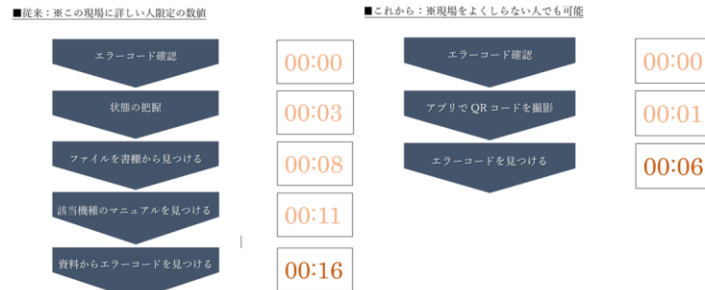 ■従来：※この現場に詳しい人限定の数値
エラーコード確認
00:00
状態の把握
00:03
ファイルを書棚から見つける
00:08
該当機種のマニュアルを見つける
00:11
資料からエラーコードを見つける
00:16
■これから：※現場をよくしらない人でも可能
エラーコード確認
00:00
アプリでQRコードを撮影
00:01
エラーコードを見つける
00:06